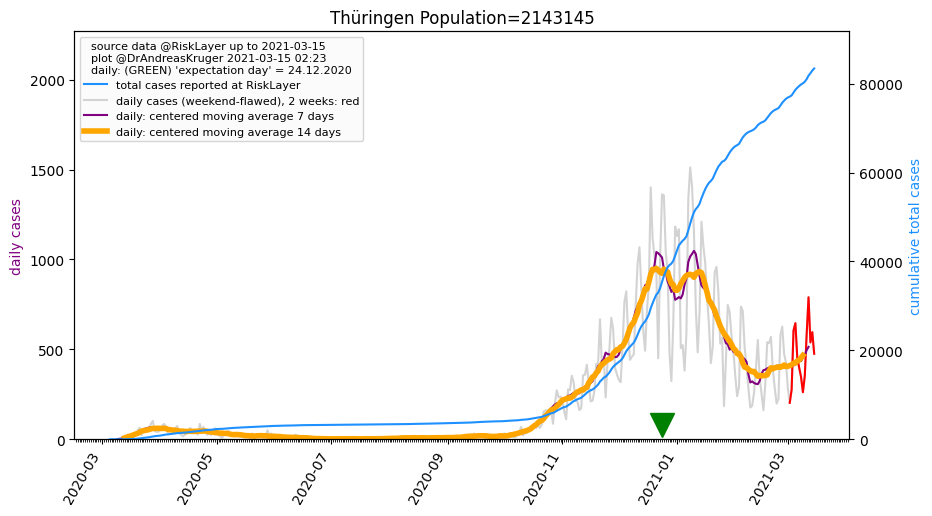 Thüringen Population=2143145
source data @RiskLayer up to 2021-03-15
plot @DrAndreasKruger 2021-03-15 02:23
daily: (GREEN) 'expectation day' = 24.12.2020
total cases reported at RiskLayer
daily cases (weekend-flawed), 2 weeks: red
daily: centered moving average 7 days
daily: centered moving average 14 days
daily cases
2000
1500
1000
500
0
80000
60000
40000
20000
0
cumulative total cases
2020-03
2020-05
2020-07
2020-09
2020-11
2021-01
2021-03